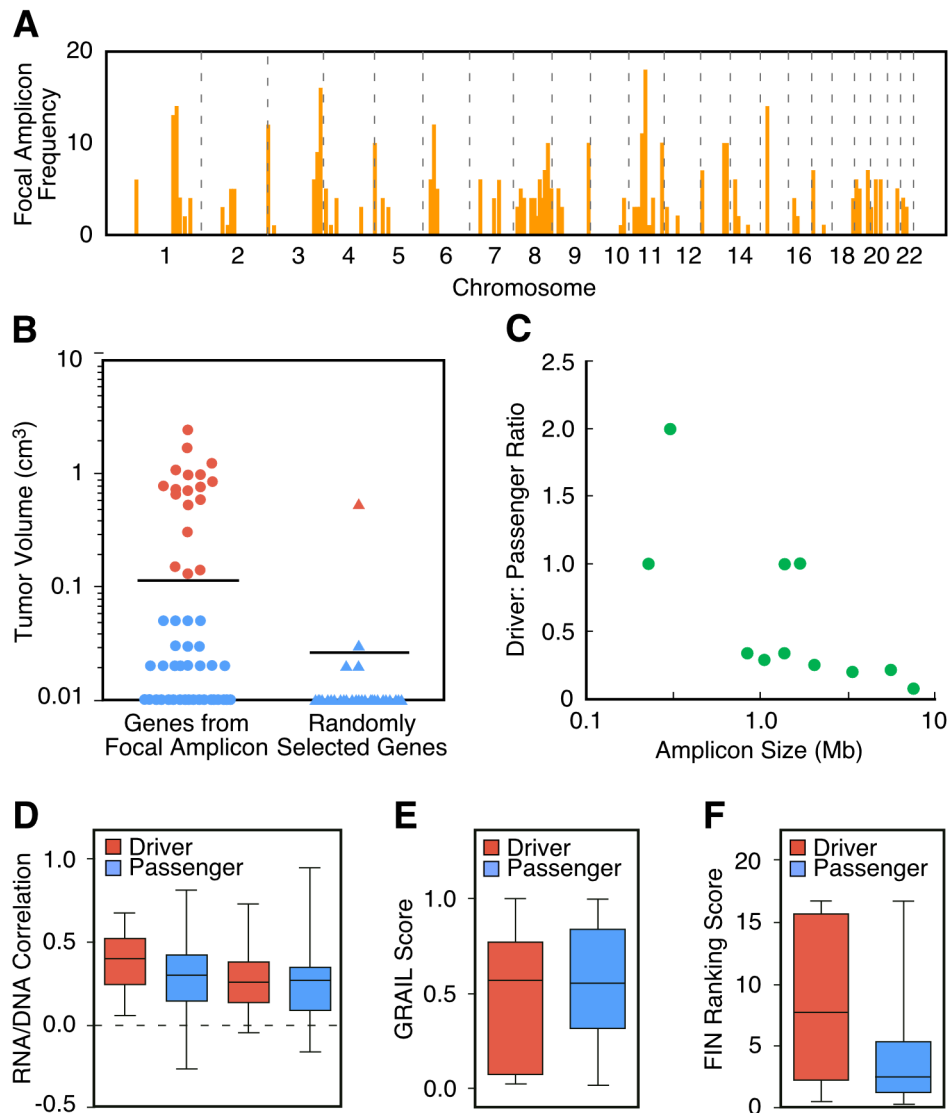 A
Focal Amplicon
Frequency
20
10
0
1 2 3 4 5 6 7 8 9 10 11 12 14 16 18 20 22
Chromosome
B
Tumor Volume (cm³)
10
1
0.1
0.01
Genes from
Focal Amplicon
Randomly
Selected Genes
C
Driver: Passenger Ratio
2.5
2.0
1.5
1.0
0.5
0
0.1 1.0 10
Amplicon Size (Mb)
D
RNA/DNA Correlation
Driver
Passenger
1.0
0.5
0.0
-0.5
E
GRAIL Score
Driver
Passenger
1.0
0.5
0.0
F
FIN Ranking Score
Driver
Passenger
20
15
10
5
0